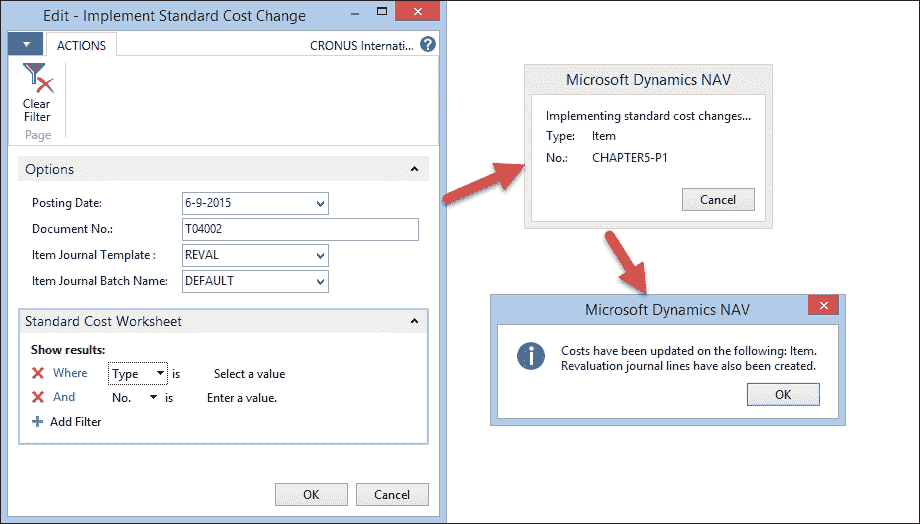 Edit - Implement Standard Cost Change
ACTIONS
CRONUS Internati...
Clear
Filter
Page
Options
Posting Date:
6-9-2015
Document No.:
T04002
Item Journal Template :
REVAL
Item Journal Batch Name:
DEFAULT
Standard Cost Worksheet
Show results:
Where Type is Select a value
And No. is Enter a value.
Add Filter
OK
Cancel
Microsoft Dynamics NAV
Implementing standard cost changes...
Type: Item
No.: CHAPTER5-P1
Cancel
Microsoft Dynamics NAV
Costs have been updated on the following: Item.
Revaluation journal lines have also been created.
OK